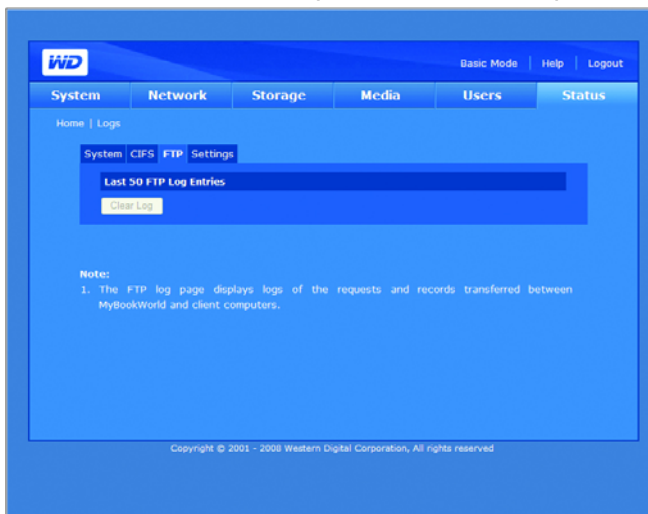 WD
Basic Mode | Help | Logout
System Network Storage Media Users Status
Home | Logs
System CIFS FTP Settings
Last 50 FTP Log Entries
Clear Log
Note:
1. The FTP log page displays logs of the requests and records transferred between
MyBookWorld and client computers.
Copyright © 2001 - 2008 Western Digital Corporation, All rights reserved